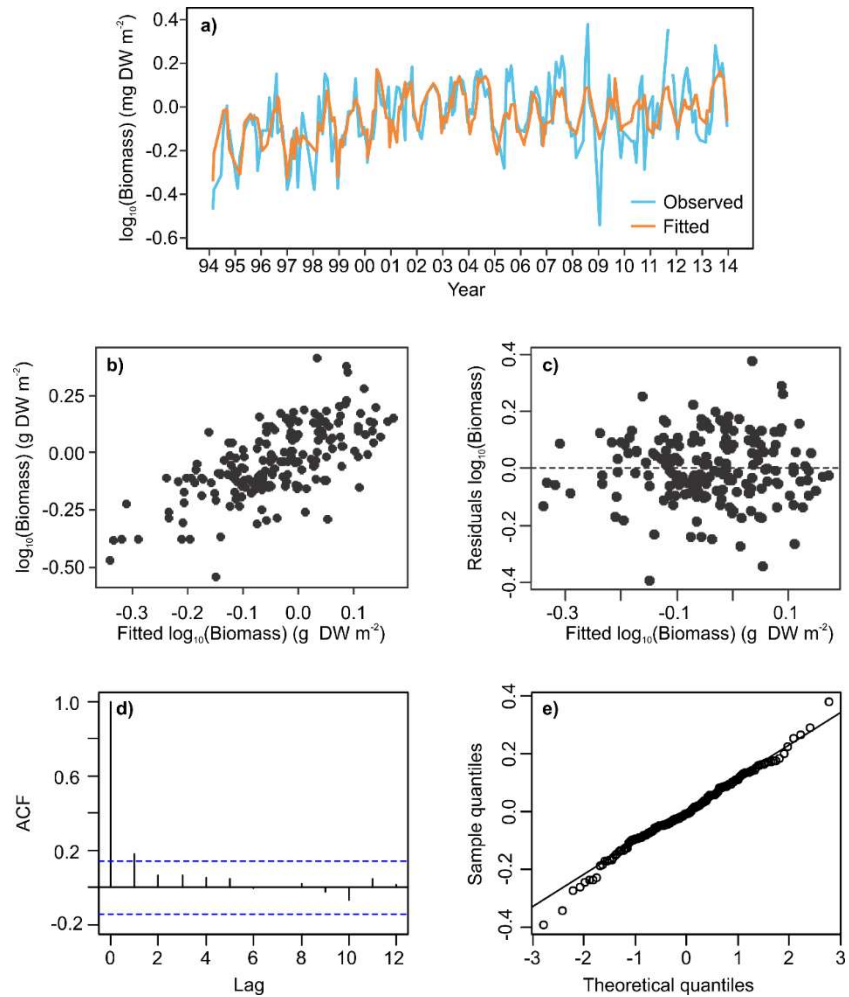 a)
log₁₀(Biomass) (mg DW m⁻²)
0.4
0.2
0.0
-0.2
-0.4
-0.6
Observed
Fitted
94 95 96 97 98 99 00 01 02 03 04 05 06 07 08 09 10 11 12 13 14
Year
b)
log₁₀(Biomass) (g DW m⁻²)
0.25
0.00
-0.25
-0.50
-0.3 -0.2 -0.1 0.0 0.1
Fitted log₁₀(Biomass) (g DW m⁻²)
c)
Residuals log₁₀(Biomass)
0.4
0.2
0.0
-0.2
-0.4
-0.3 -0.1 0.1
Fitted log₁₀(Biomass) (g DW m⁻²)
d)
ACF
1.0
0.6
0.2
-0.2
0 2 4 6 8 10 12
Lag
e)
Sample quantiles
0.4
0.2
0.0
-0.2
-0.4
-3 -2 -1 0 1 2 3
Theoretical quantiles